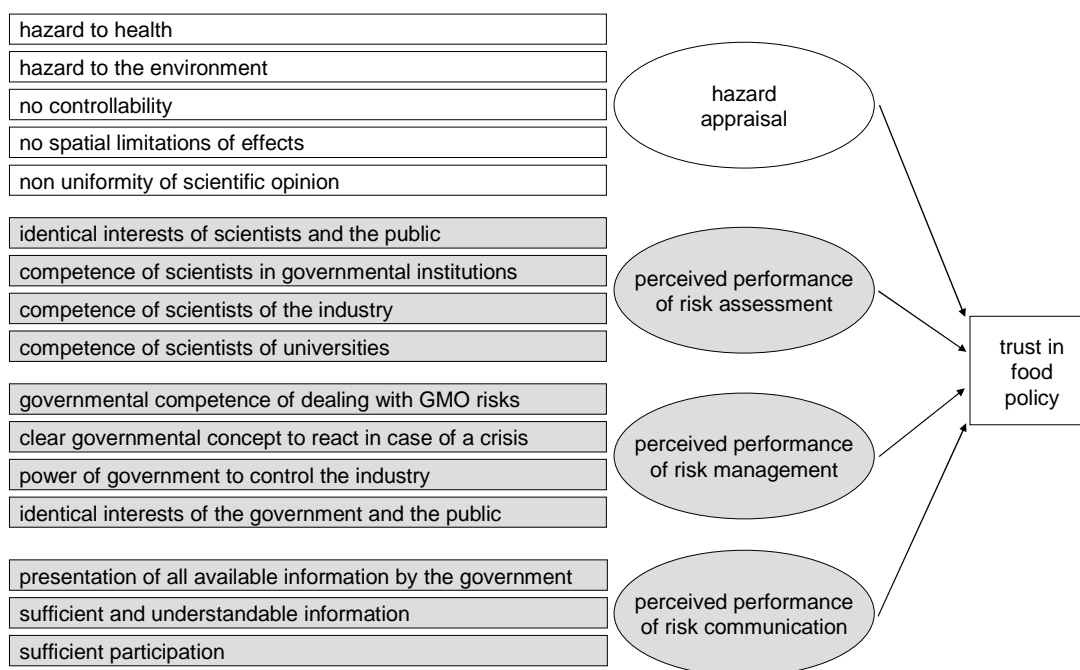 hazard to health
hazard to the environment
no controllability
no spatial limitations of effects
non uniformity of scientific opinion
hazard
appraisal
identical interests of scientists and the public
competence of scientists in governmental institutions
competence of scientists of the industry
competence of scientists of universities
perceived performance
of risk assessment
governmental competence of dealing with GMO risks
clear governmental concept to react in case of a crisis
power of government to control the industry
identical interests of the government and the public
perceived performance
of risk management
presentation of all available information by the government
sufficient and understandable information
sufficient participation
perceived performance
of risk communication
trust in
food
policy